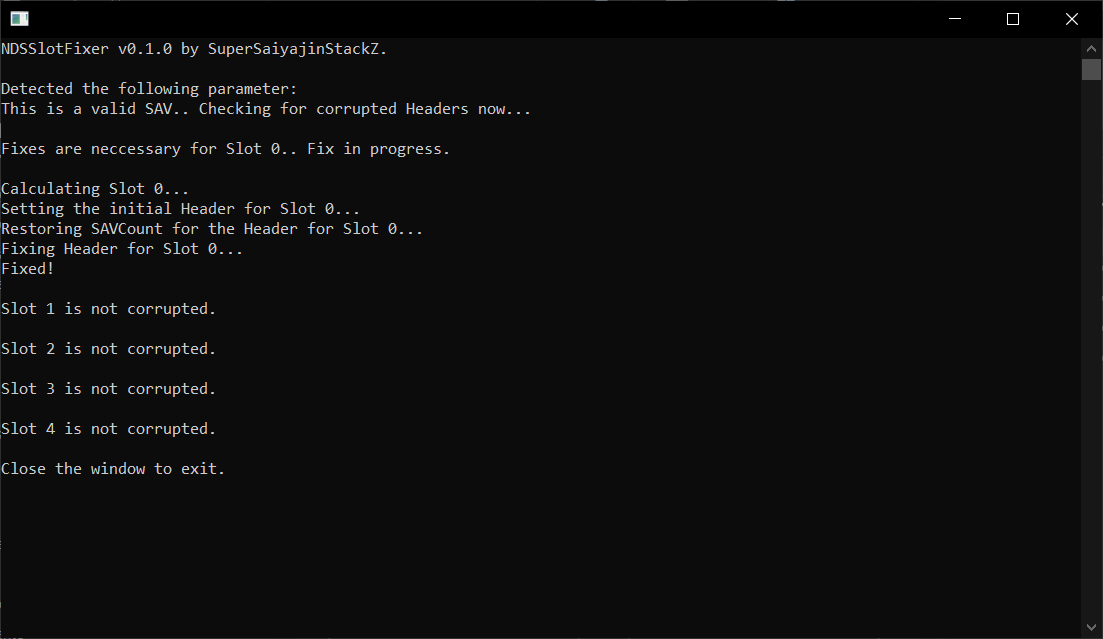 NDSSlotFixer v0.1.0 by SuperSaiyajinStackZ.
Detected the following parameter:
This is a valid SAV.. Checking for corrupted Headers now...
Fixes are neccessary for Slot 0.. Fix in progress.
Calculating Slot 0...
Setting the initial Header for Slot 0...
Restoring SAVCount for the Header for Slot 0...
Fixing Header for Slot 0...
Fixed!
Slot 1 is not corrupted.
Slot 2 is not corrupted.
Slot 3 is not corrupted.
Slot 4 is not corrupted.
Close the window to exit.